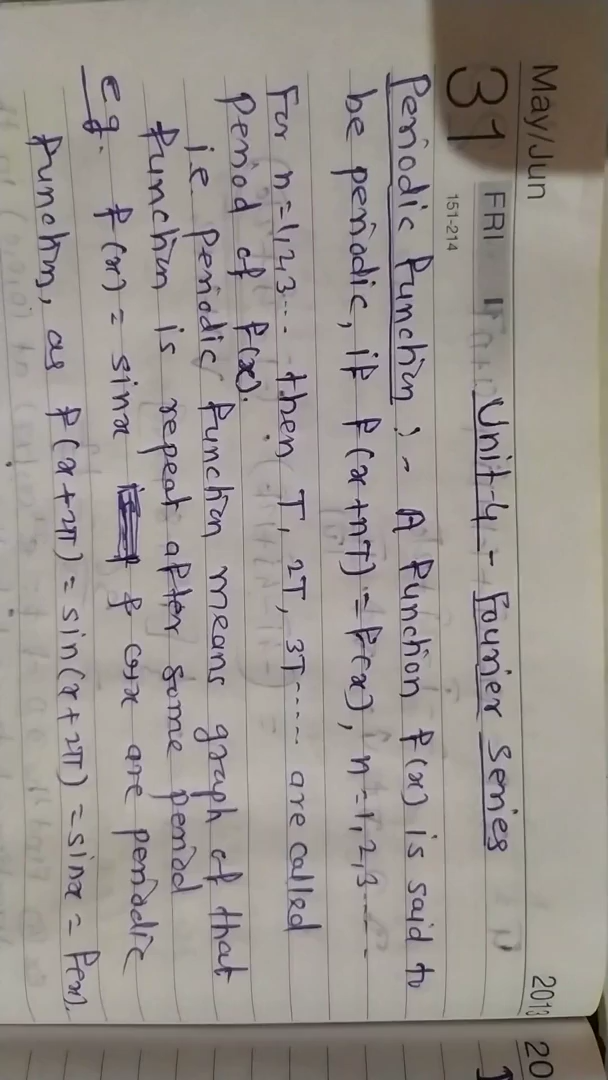 May/Jun 2013 20
31 FRI
151-214
Unit-4 - Fourier Series
Periodic Function :- A function f(x) is said to
be periodic, if f(x+nT) = f(x), n=1,2,3----
For n=1,2,3... then T, 2T, 3T---- are called
period of f(x).
i.e periodic function means graph of that
function is repeat after some period
eg. f(x) = sinx & cosx are periodic
function, as f(x+2π) = sin(x+2π) = sinx = f(x).